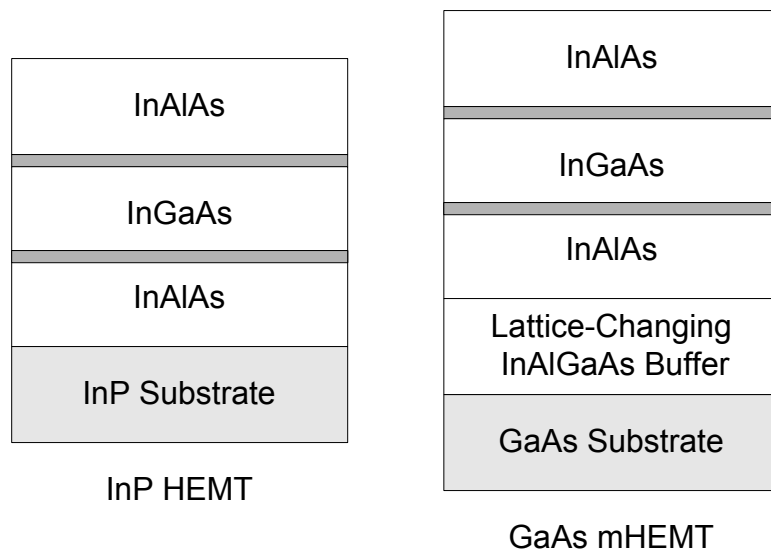 InAlAs
InGaAs
InAlAs
InP Substrate
InP HEMT
InAlAs
InGaAs
InAlAs
Lattice-Changing
InAlGaAs Buffer
GaAs Substrate
GaAs mHEMT